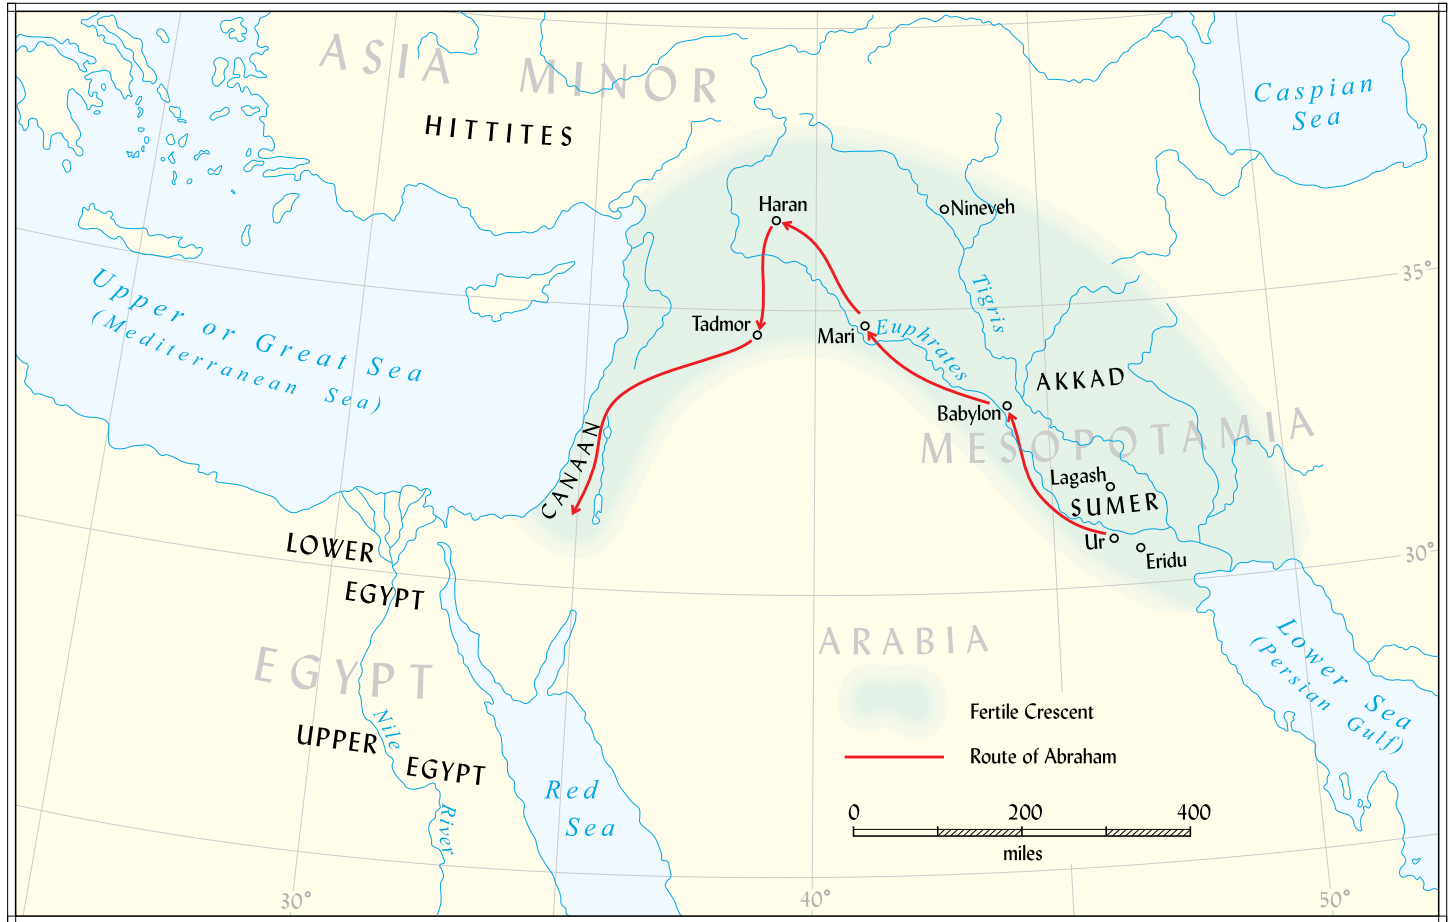 ASIA MINOR
HITTITES
Caspian
Sea
Haran
Nineveh
35°
Upper or Great Sea
(Mediterranean Sea)
Tigris
Tadmor
Mari
Euphrates
AKKAD
Babylon
MESOPOTAMIA
CANAAN
Lagash
SUMER
Ur
Eridu
30°
LOWER
EGYPT
EGYPT
Nile
River
UPPER
EGYPT
Red
Sea
ARABIA
Lower Sea
(Persian Gulf)
Fertile Crescent
Route of Abraham
0 200 400
miles
30° 40° 50°